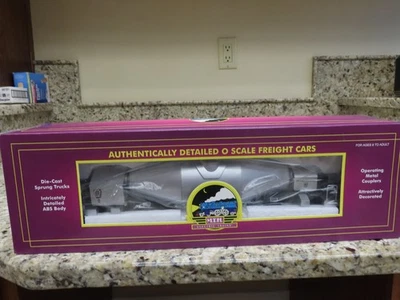 AUTHENTICALLY DETAILED O SCALE FREIGHT CARS
FOR AGES 8 TO ADULT
Die-Cast
Sprung Trucks
Intricately
Detailed
ABS Body
Operating
Metal
Couplers
Attractively
Decorated
MTH